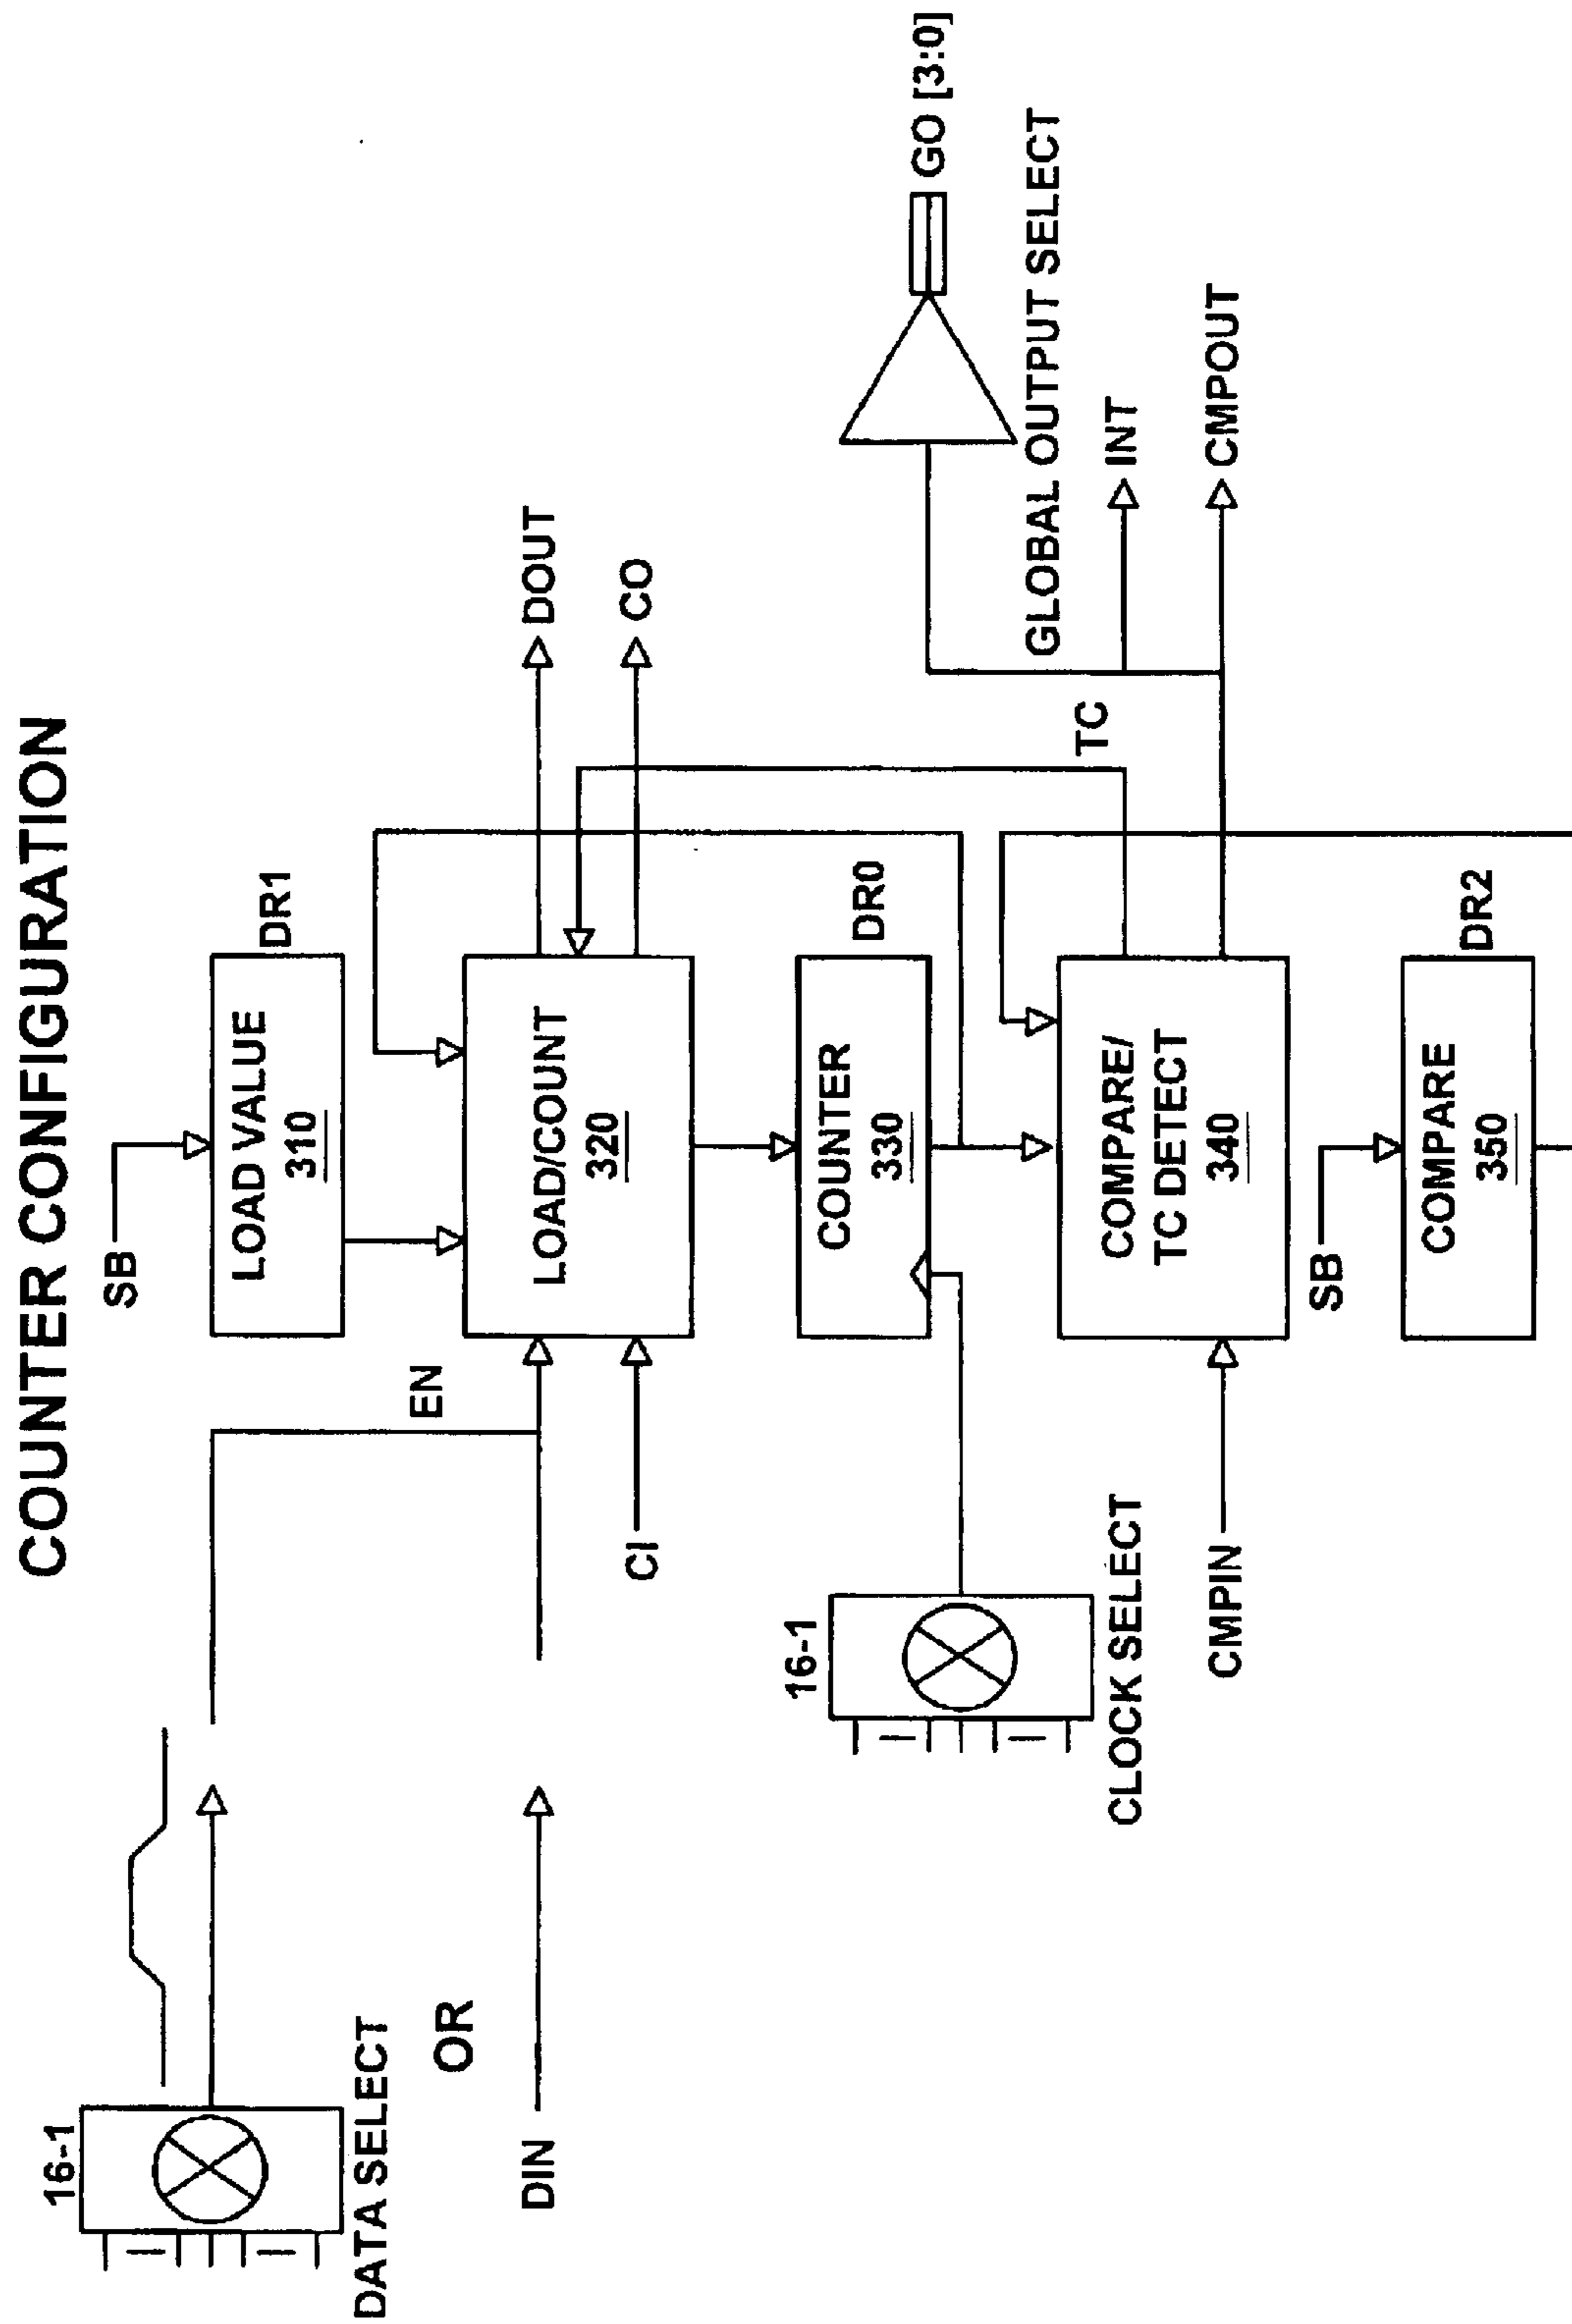 COUNTER CONFIGURATION
16-1
DATA SELECT
OR
DIN
SB
LOAD VALUE
310
DR1
EN
CI
LOAD/COUNT
320
DOUT
CO
16-1
CLOCK SELECT
COUNTER
330
DR0
TC
CMPIN
COMPARE/
TC DETECT
340
GO [3:0]
GLOBAL OUTPUT SELECT
INT
CMPOUT
SB
COMPARE
350
DR2